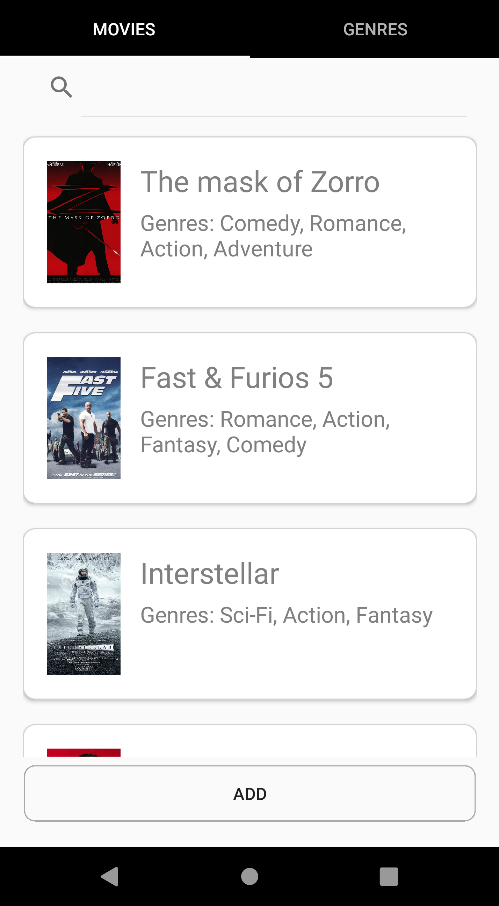 MOVIES GENRES
The mask of Zorro
Genres: Comedy, Romance,
Action, Adventure
THE MASK OF ZORRO
Fast & Furios 5
Genres: Romance, Action,
Fantasy, Comedy
FAST
FIVE
Interstellar
Genres: Sci-Fi, Action, Fantasy
ADD